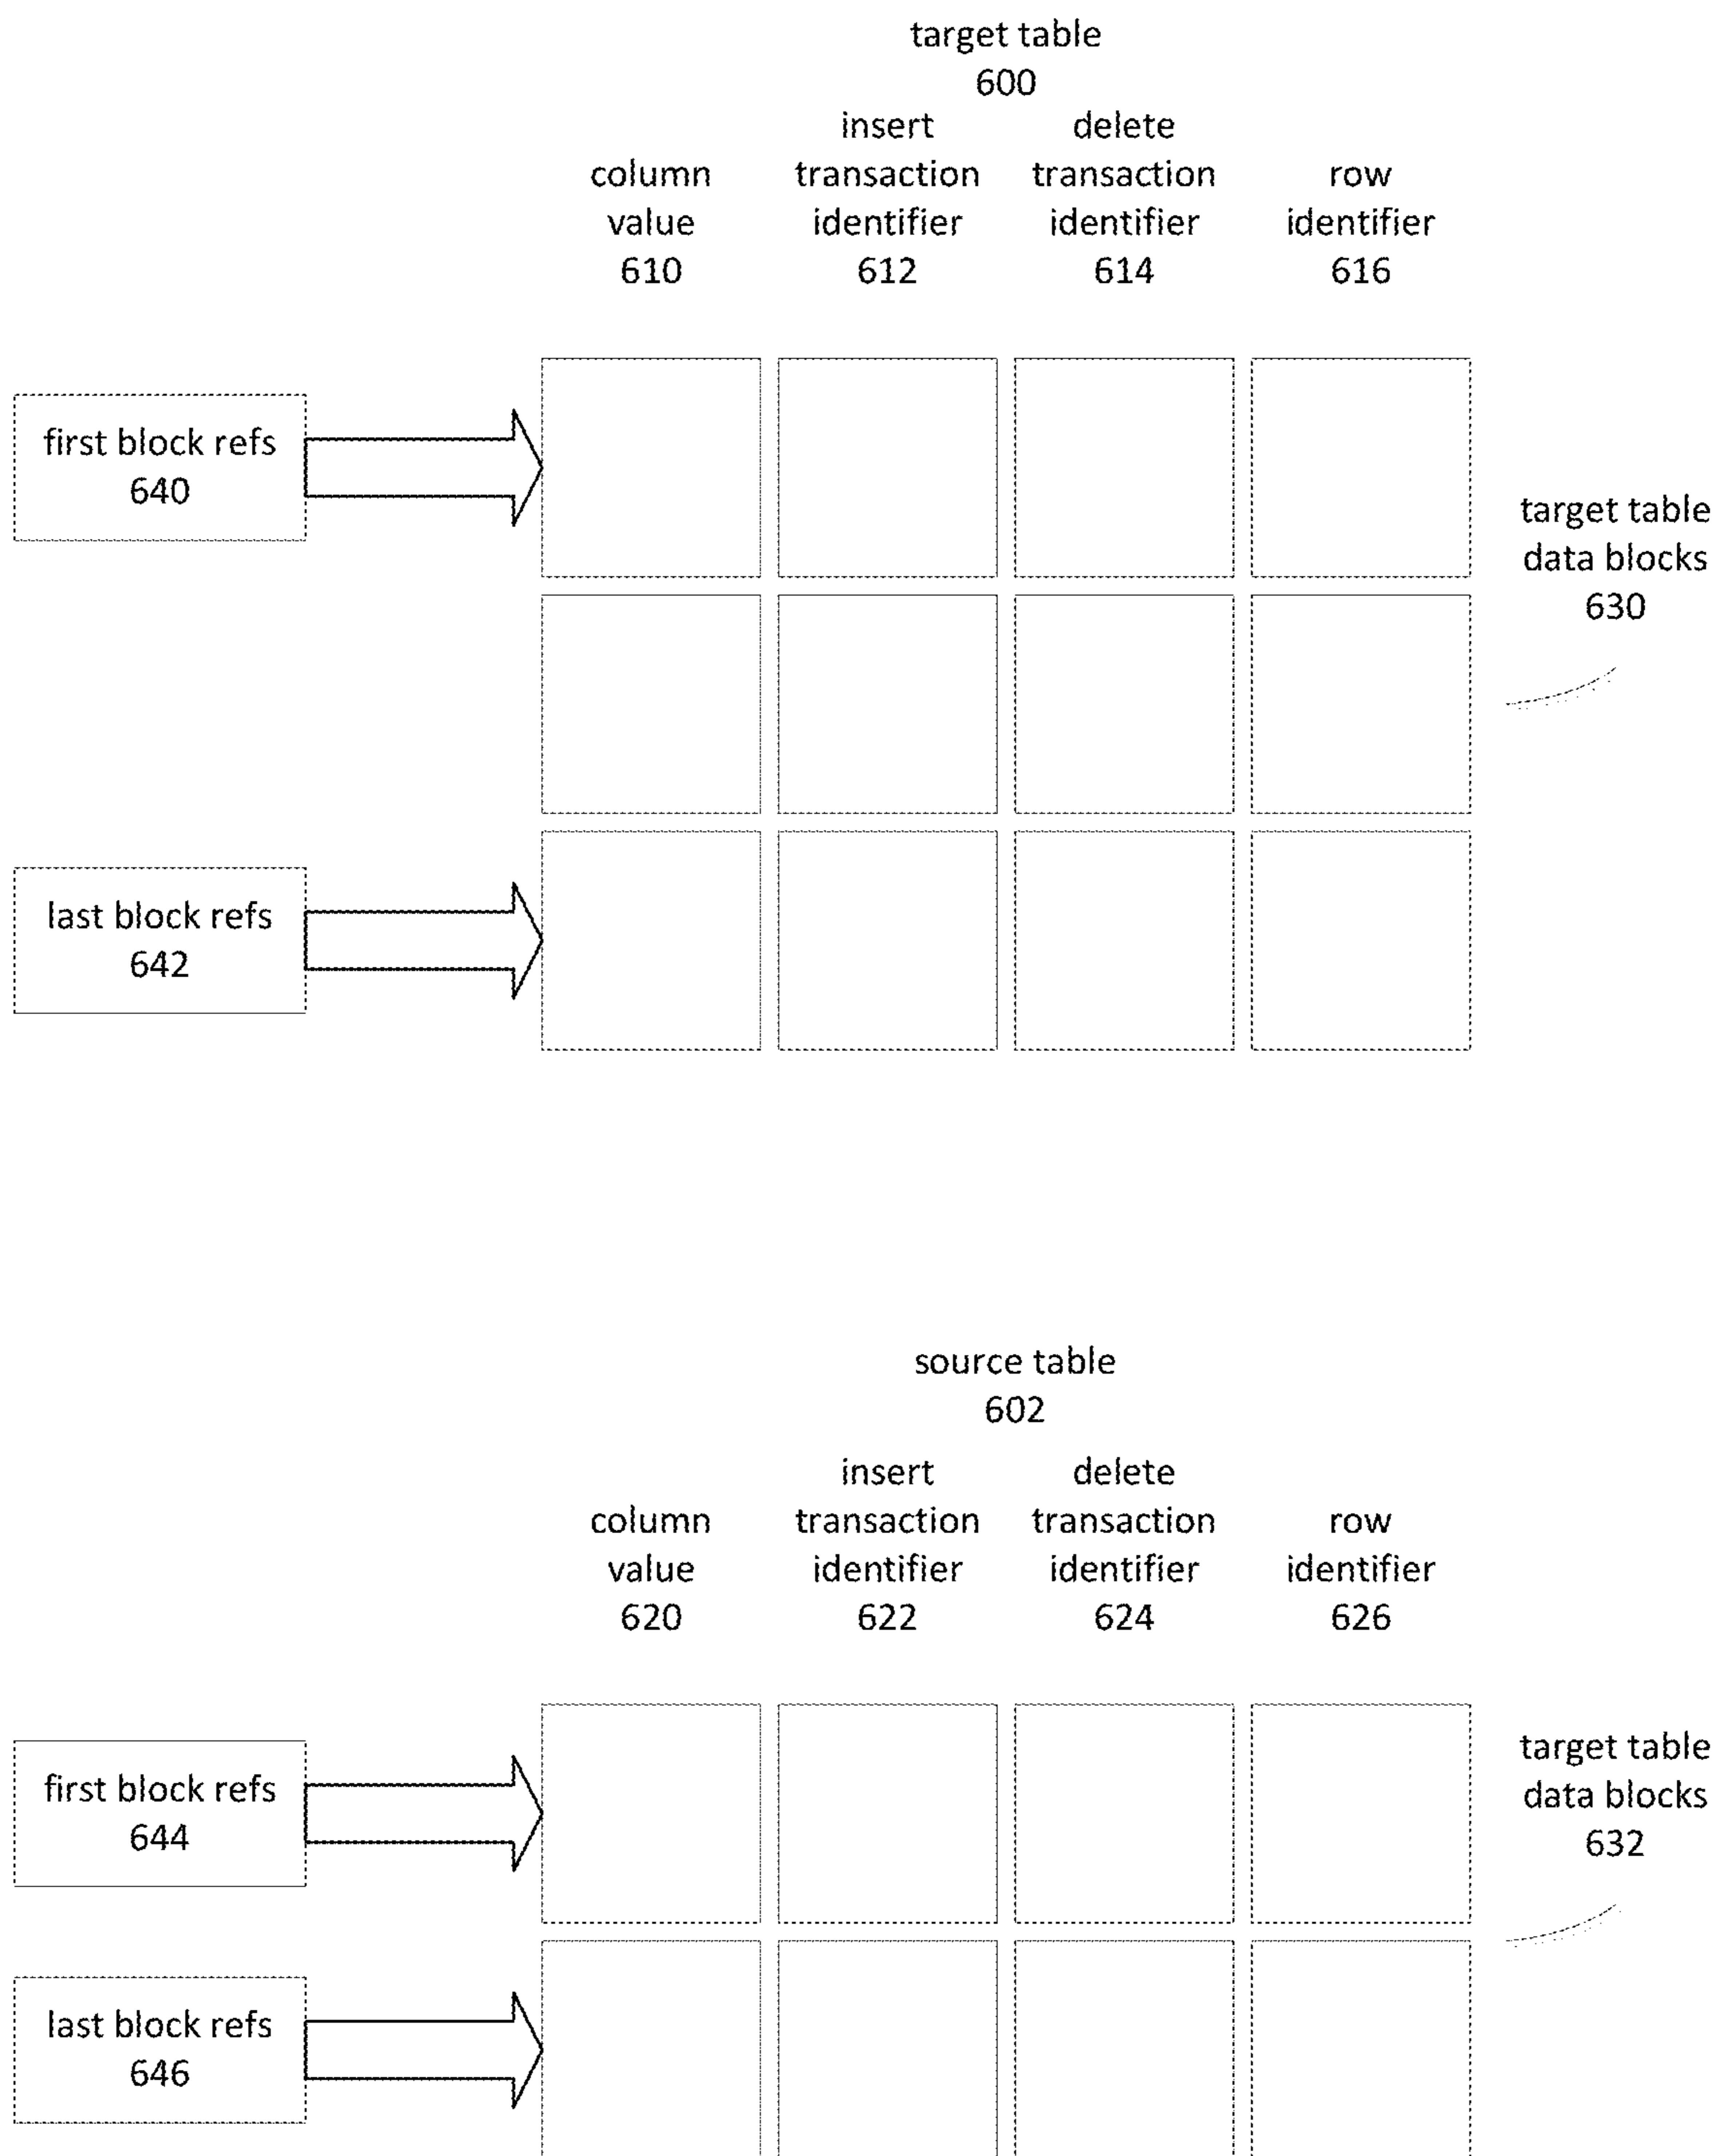 target table
600
column
value
610
insert
transaction
identifier
612
delete
transaction
identifier
614
row
identifier
616
first block refs
640
target table
data blocks
630
last block refs
642
source table
602
column
value
620
insert
transaction
identifier
622
delete
transaction
identifier
624
row
identifier
626
first block refs
644
target table
data blocks
632
last block refs
646